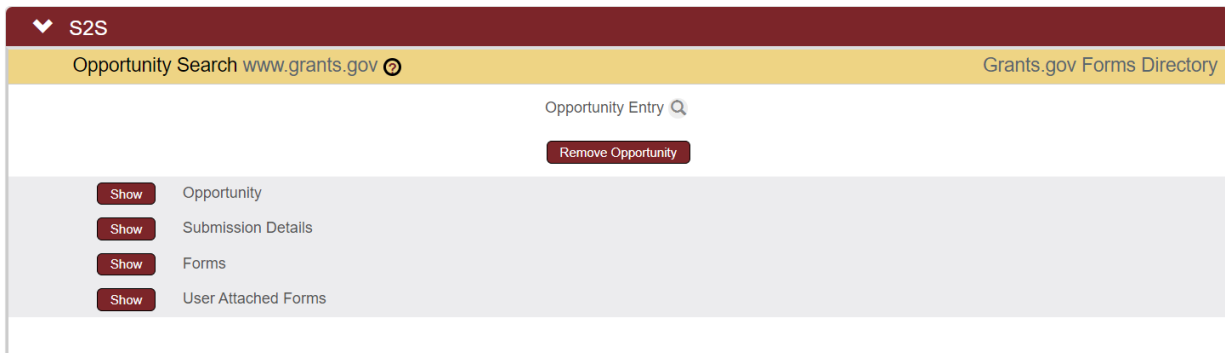 S2S
Opportunity Search www.grants.gov ? Grants.gov Forms Directory
Opportunity Entry
Remove Opportunity
Show Opportunity
Show Submission Details
Show Forms
Show User Attached Forms